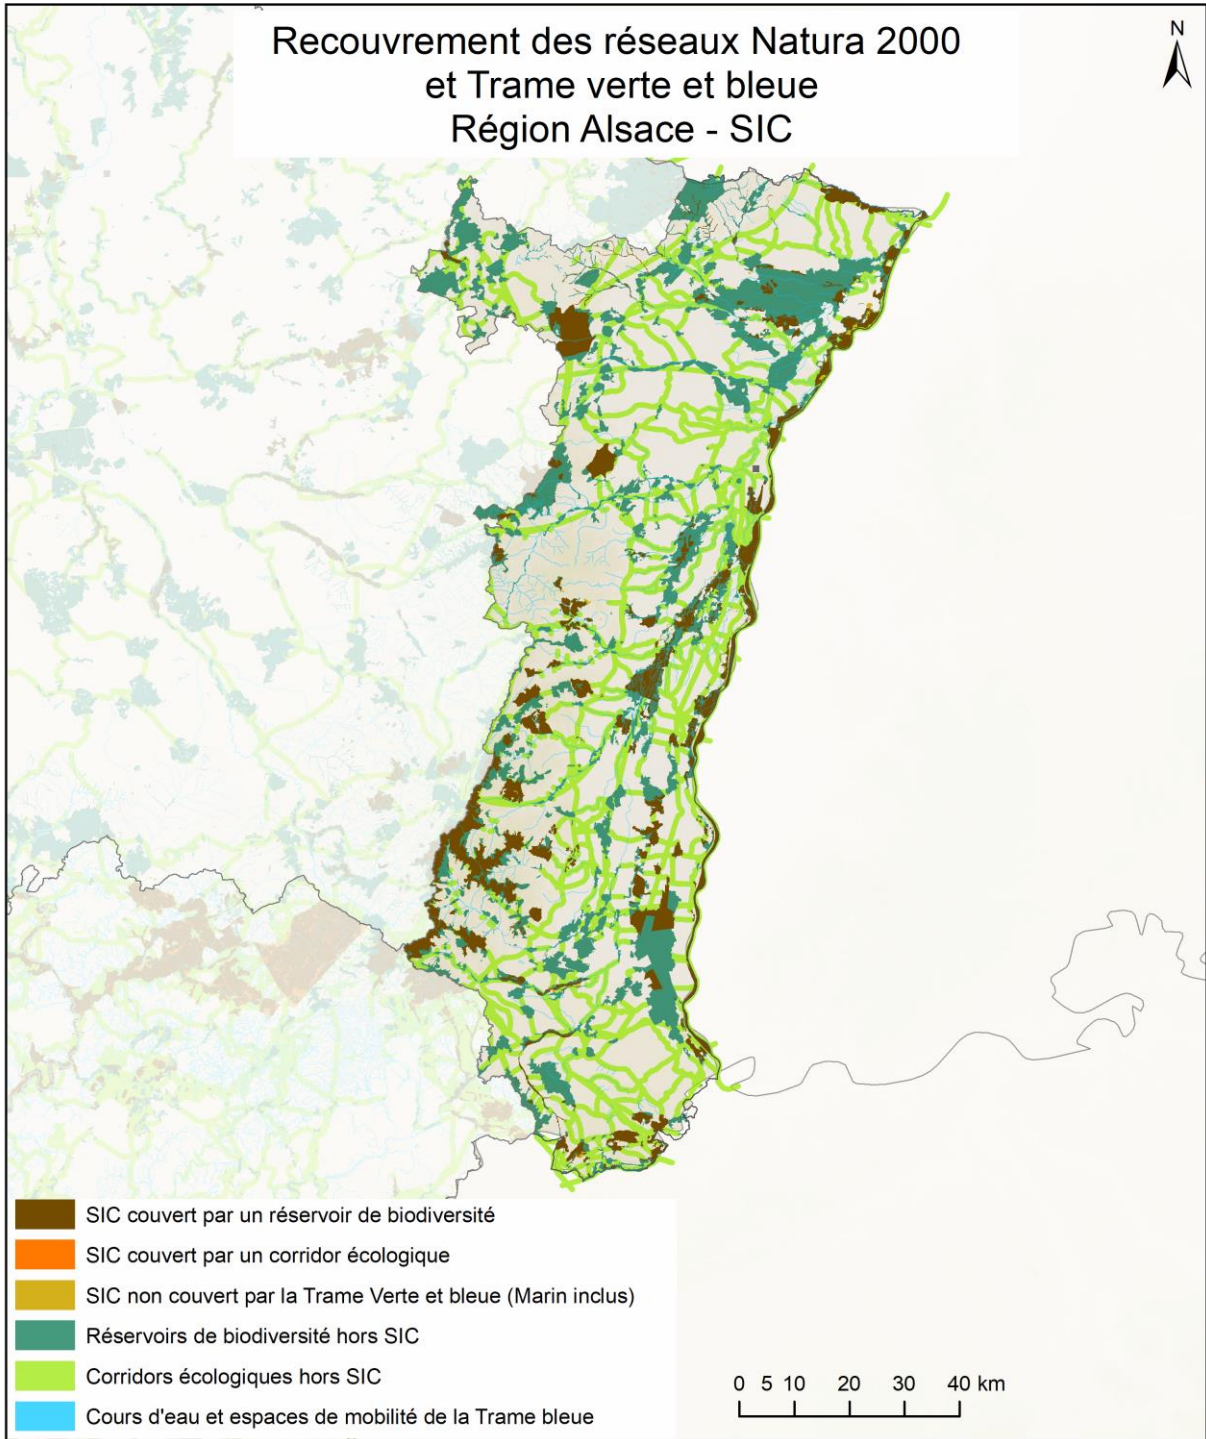 Recouvrement des réseaux Natura 2000
et Trame verte et bleue
Région Alsace - SIC
N
SIC couvert par un réservoir de biodiversité
SIC couvert par un corridor écologique
SIC non couvert par la Trame Verte et bleue (Marin inclus)
Réservoirs de biodiversité hors SIC
Corridors écologiques hors SIC
Cours d'eau et espaces de mobilité de la Trame bleue
0 5 10 20 30 40 km